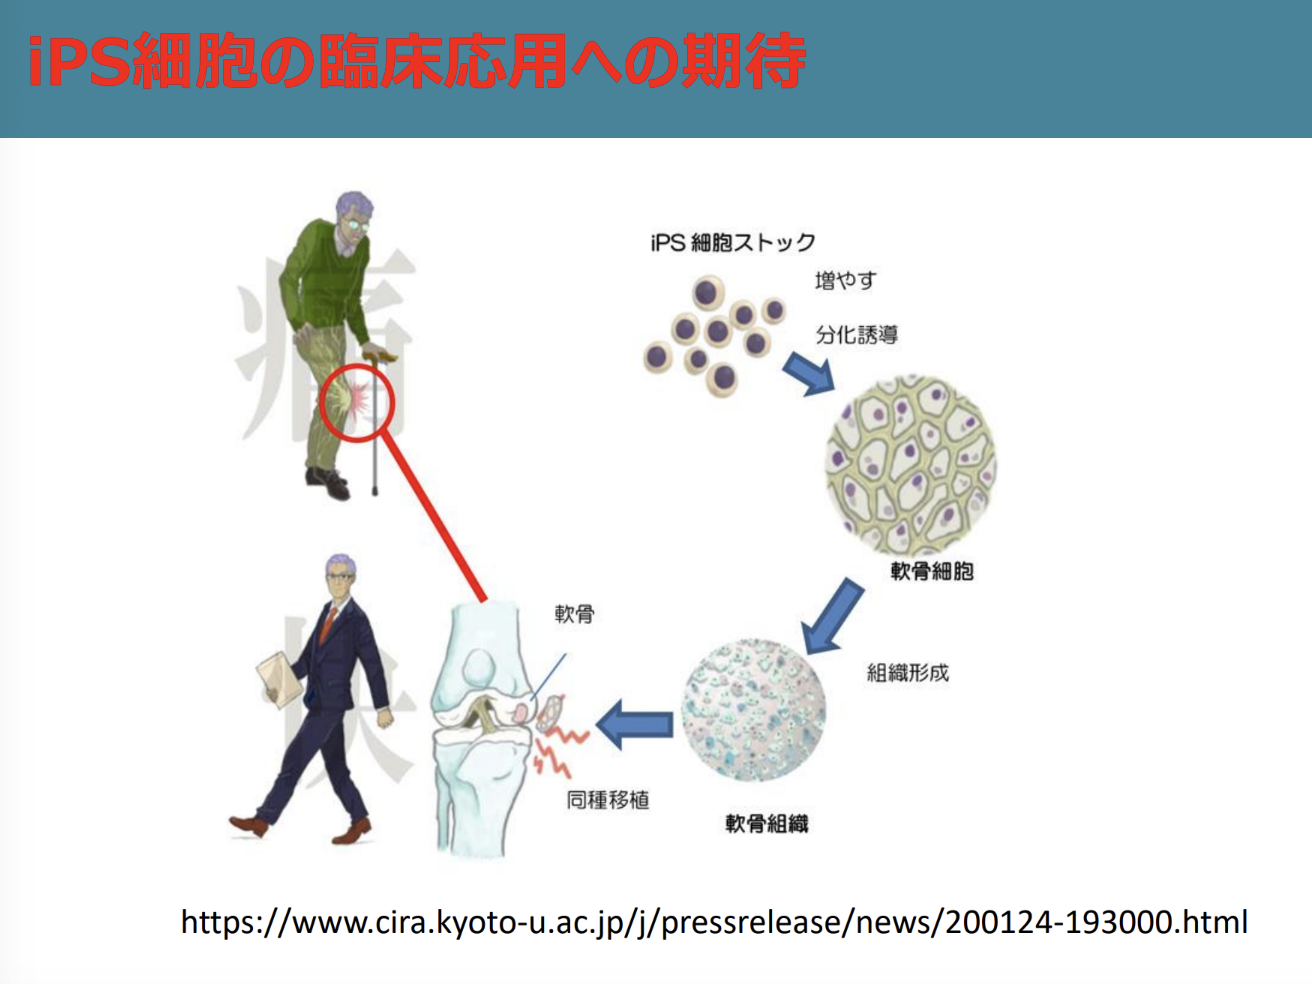 iPS細胞の臨床応用への期待
痛
iPS 細胞ストック
増やす
分化誘導
軟骨細胞
組織形成
軟骨組織
同種移植
軟骨
快
https://www.cira.kyoto-u.ac.jp/j/pressrelease/news/200124-193000.html